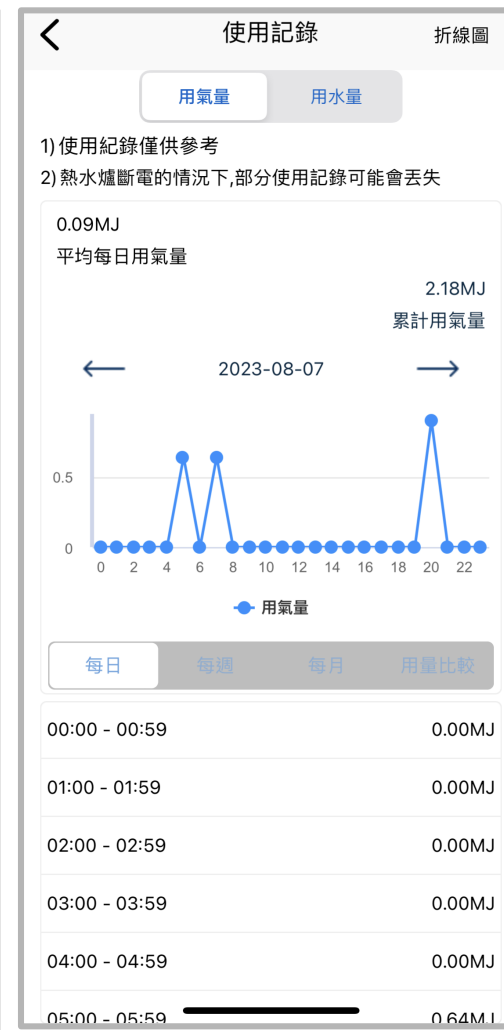 使用記錄
折線圖
用氣量
用水量
1) 使用紀錄僅供參考
2) 熱水爐斷電的情況下,部分使用記錄可能會丟失
0.09MJ
平均每日用氣量
2.18MJ
累計用氣量
2023-08-07
0.5
0
0 2 4 6 8 10 12 14 16 18 20 22
用氣量
每日
每週
每月
用量比較
00:00 - 00:59 0.00MJ
01:00 - 01:59 0.00MJ
02:00 - 02:59 0.00MJ
03:00 - 03:59 0.00MJ
04:00 - 04:59 0.00MJ
05:00 - 05:59 0.64MJ